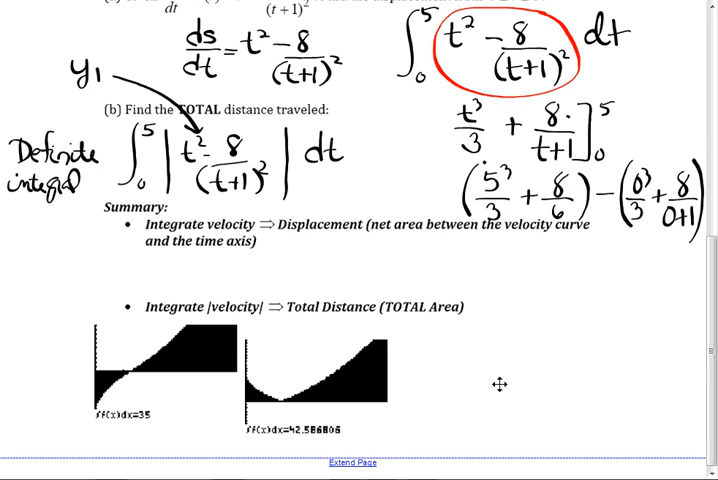 dt (t + 1)²
ds/dt = t² - 8/(t+1)²
∫₀⁵ t² - 8/(t+1)² dt
y1
(b) Find the TOTAL distance traveled:
t³/3 + 8/(t+1) ]₀⁵
Definite integral
∫₀⁵ | t² - 8/(t+1)² | dt
(5³/3 + 8/6) - (0³/3 + 8/(0+1))
Summary:
• Integrate velocity ⇒ Displacement (net area between the velocity curve
and the time axis)
• Integrate |velocity| ⇒ Total Distance (TOTAL Area)
∫f(x)dx=35
∫f(x)dx=42.586806
Extend Page